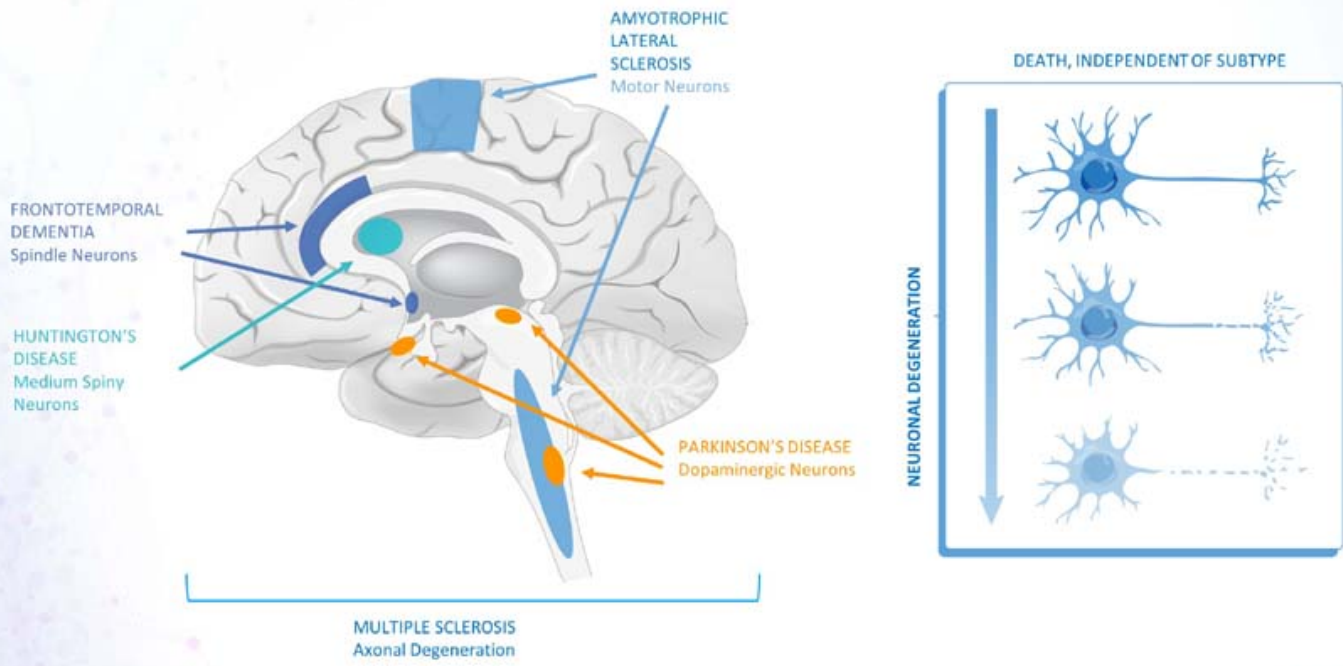 AMYOTROPHIC
LATERAL
SCLEROSIS
Motor Neurons
FRONTOTEMPORAL
DEMENTIA
Spindle Neurons
HUNTINGTON'S
DISEASE
Medium Spiny
Neurons
PARKINSON'S DISEASE
Dopaminergic Neurons
MULTIPLE SCLEROSIS
Axonal Degeneration
DEATH, INDEPENDENT OF SUBTYPE
NEURONAL DEGENERATION